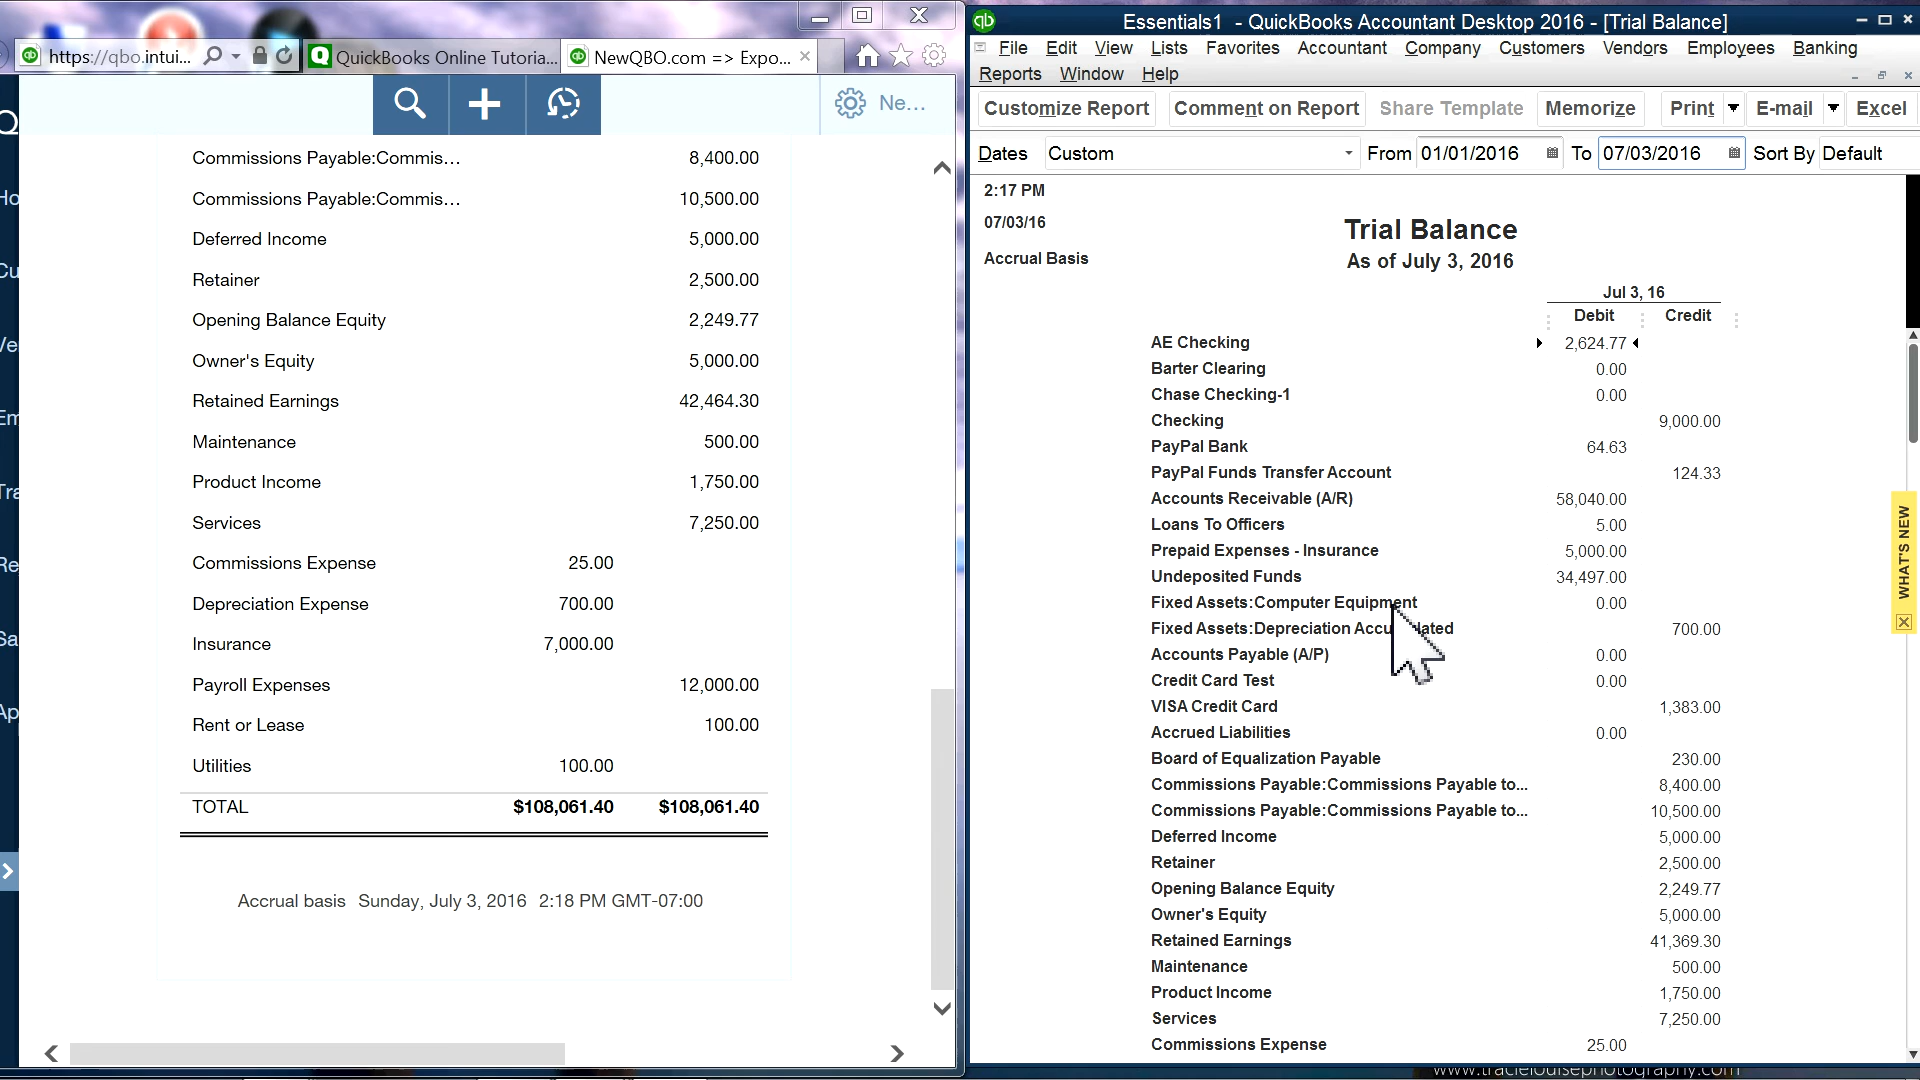 https://qbo.intui...
QuickBooks Online Tutoria...
NewQBO.com => Expo...
Ne...
Commissions Payable:Commis... 8,400.00
Commissions Payable:Commis... 10,500.00
Deferred Income 5,000.00
Retainer 2,500.00
Opening Balance Equity 2,249.77
Owner's Equity 5,000.00
Retained Earnings 42,464.30
Maintenance 500.00
Product Income 1,750.00
Services 7,250.00
Commissions Expense 25.00
Depreciation Expense 700.00
Insurance 7,000.00
Payroll Expenses 12,000.00
Rent or Lease 100.00
Utilities 100.00
TOTAL $108,061.40 $108,061.40
Accrual basis Sunday, July 3, 2016 2:18 PM GMT-07:00
qb Essentials1 - QuickBooks Accountant Desktop 2016 - [Trial Balance]
File Edit View Lists Favorites Accountant Company Customers Vendors Employees Banking
Reports Window Help
Customize Report Comment on Report Share Template Memorize Print E-mail Excel
Dates Custom From 01/01/2016 To 07/03/2016 Sort By Default
2:17 PM
07/03/16
Accrual Basis
Trial Balance
As of July 3, 2016
Jul 3, 16
Debit Credit
AE Checking 2,624.77
Barter Clearing 0.00
Chase Checking-1 0.00
Checking 9,000.00
PayPal Bank 64.63
PayPal Funds Transfer Account 124.33
Accounts Receivable (A/R) 58,040.00
Loans To Officers 5.00
Prepaid Expenses - Insurance 5,000.00
Undeposited Funds 34,497.00
Fixed Assets:Computer Equipment 0.00
Fixed Assets:Depreciation Accu lated 700.00
Accounts Payable (A/P) 0.00
Credit Card Test 0.00
VISA Credit Card 1,383.00
Accrued Liabilities 0.00
Board of Equalization Payable 230.00
Commissions Payable:Commissions Payable to... 8,400.00
Commissions Payable:Commissions Payable to... 10,500.00
Deferred Income 5,000.00
Retainer 2,500.00
Opening Balance Equity 2,249.77
Owner's Equity 5,000.00
Retained Earnings 41,369.30
Maintenance 500.00
Product Income 1,750.00
Services 7,250.00
Commissions Expense 25.00
WHAT'S NEW
www.tracielouisephotography.com